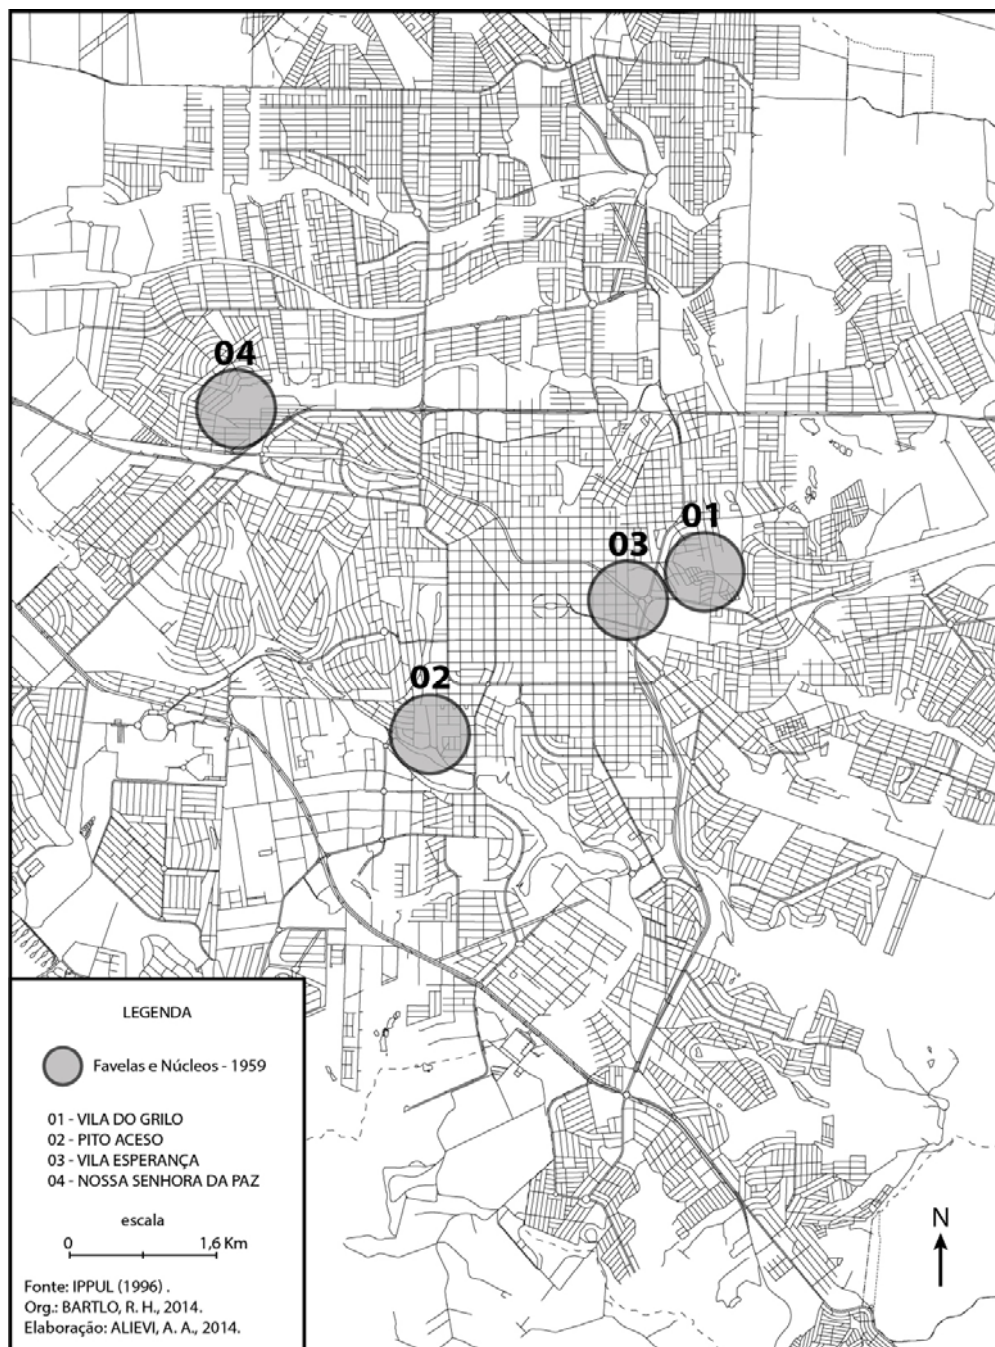 04
01
03
02
LEGENDA
Favelas e Núcleos - 1959
01 - VILA DO GRILO
02 - PITO ACESO
03 - VILA ESPERANÇA
04 - NOSSA SENHORA DA PAZ
escala
0 1,6 Km
N
Fonte: IPPUL (1996) .
Org.: BARTLO, R. H., 2014.
Elaboração: ALIEVI, A. A., 2014.